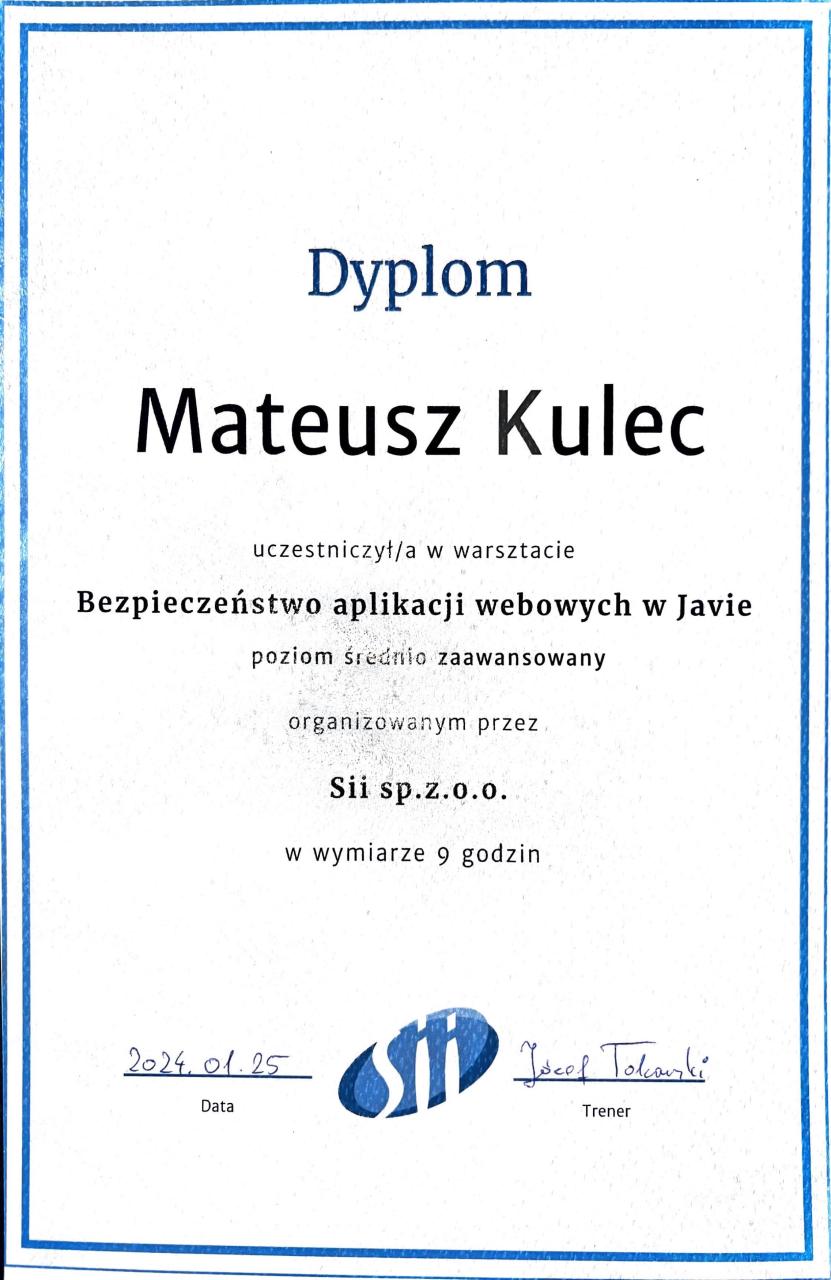 Dyplom
Mateusz Kulec
uczestniczył/a w warsztacie
Bezpieczeństwo aplikacji webowych w Javie
poziom średnio zaawansowany
organizowanym przez
Sii sp.z.o.o.
w wymiarze 9 godzin
2024.01.25
sii
Józef
Data
Trener